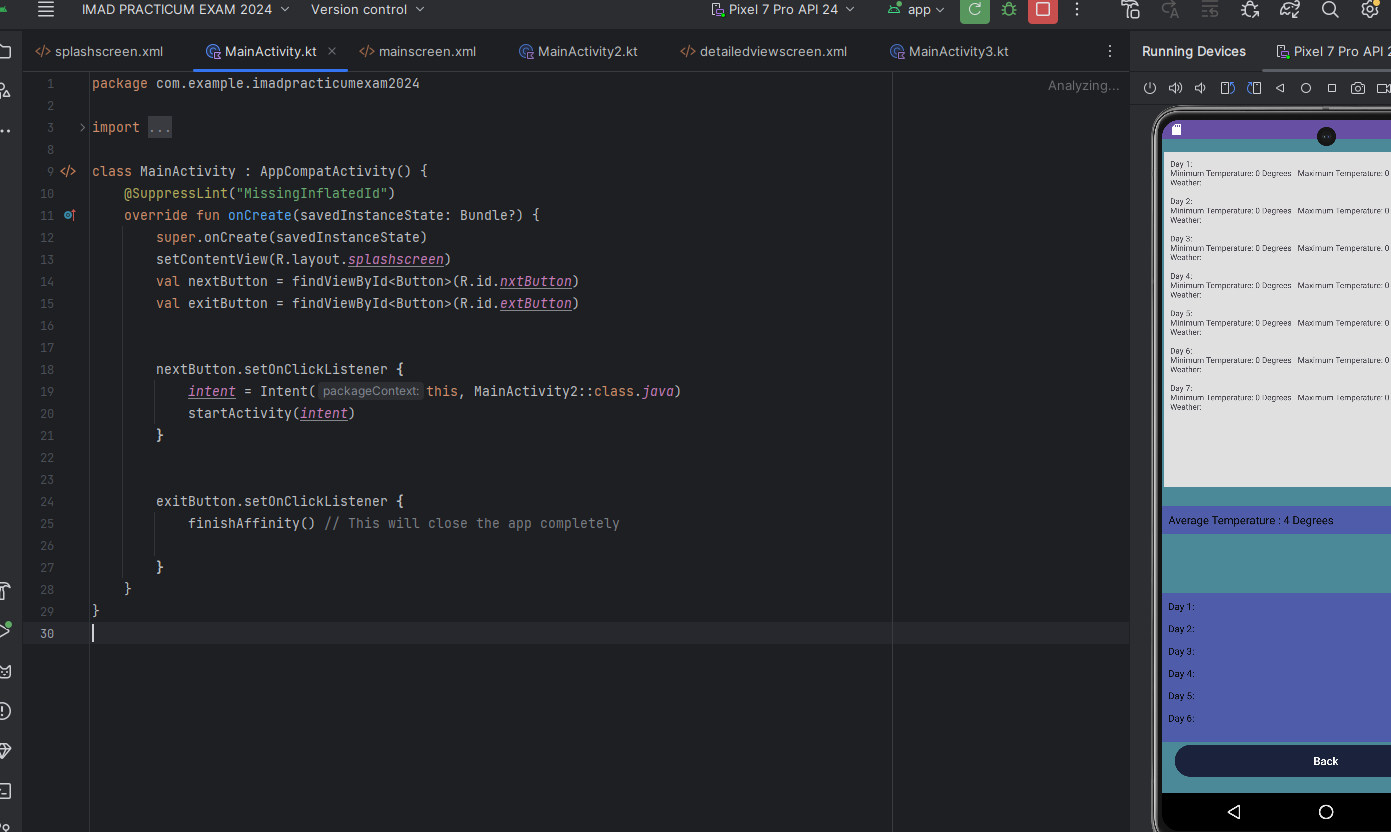 IMAD PRACTICUM EXAM 2024 Version control Pixel 7 Pro API 24 app
splashscreen.xml MainActivity.kt mainscreen.xml MainActivity2.kt detailedviewscreen.xml MainActivity3.kt
Running Devices Pixel 7 Pro API 2
1 package com.example.imadpracticumexam2024
Analyzing...
2
3 import ...
8
9 class MainActivity : AppCompatActivity() {
10 @SuppressLint("MissingInflatedId")
11 override fun onCreate(savedInstanceState: Bundle?) {
12 super.onCreate(savedInstanceState)
13 setContentView(R.layout.splashscreen)
14 val nextButton = findViewById<Button>(R.id.nxtButton)
15 val exitButton = findViewById<Button>(R.id.extButton)
16
17
18 nextButton.setOnClickListener {
19 intent = Intent( packageContext: this, MainActivity2::class.java)
20 startActivity(intent)
21 }
22
23
24 exitButton.setOnClickListener {
25 finishAffinity() // This will close the app completely
26
27 }
28 }
29 }
30
Day 1:
Minimum Temperature: 0 Degrees Maximum Temperature: 0
Weather:
Day 2:
Minimum Temperature: 0 Degrees Maximum Temperature: 0
Weather:
Day 3:
Minimum Temperature: 0 Degrees Maximum Temperature: 0
Weather:
Day 4:
Minimum Temperature: 0 Degrees Maximum Temperature: 0
Weather:
Day 5:
Minimum Temperature: 0 Degrees Maximum Temperature: 0
Weather:
Day 6:
Minimum Temperature: 0 Degrees Maximum Temperature: 0
Weather:
Day 7:
Minimum Temperature: 0 Degrees Maximum Temperature: 0
Weather:
Average Temperature : 4 Degrees
Day 1:
Day 2:
Day 3:
Day 4:
Day 5:
Day 6:
Back